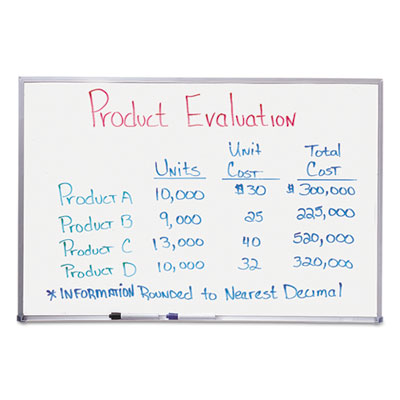 Product Evaluation
Units Unit Cost Total Cost
Product A 10,000 $30 $ 300,000
Product B 9,000 25 225,000
Product C 13,000 40 520,000
Product D 10,000 32 320,000
* INFORMATION Rounded to Nearest Decimal